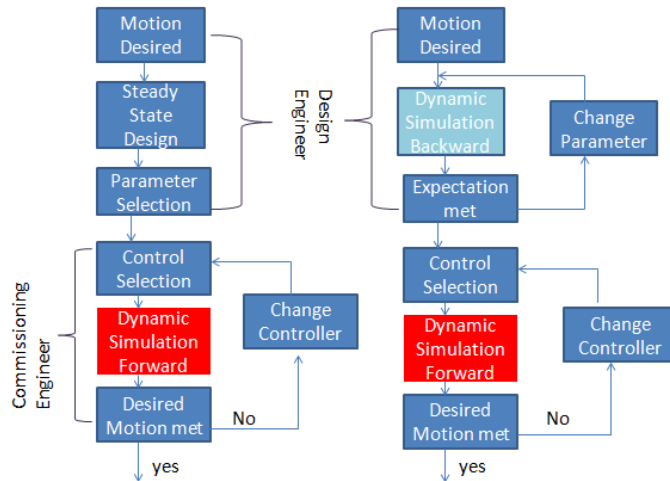 Motion
Desired
Steady
State
Design
Parameter
Selection
Control
Selection
Dynamic
Simulation
Forward
Desired
Motion met
No
yes
Change
Controller
Commissioning
Engineer
Design
Engineer
Motion
Desired
Dynamic
Simulation
Backward
Change
Parameter
Expectation
met
Control
Selection
Dynamic
Simulation
Forward
Change
Controller
Desired
Motion met
No
yes